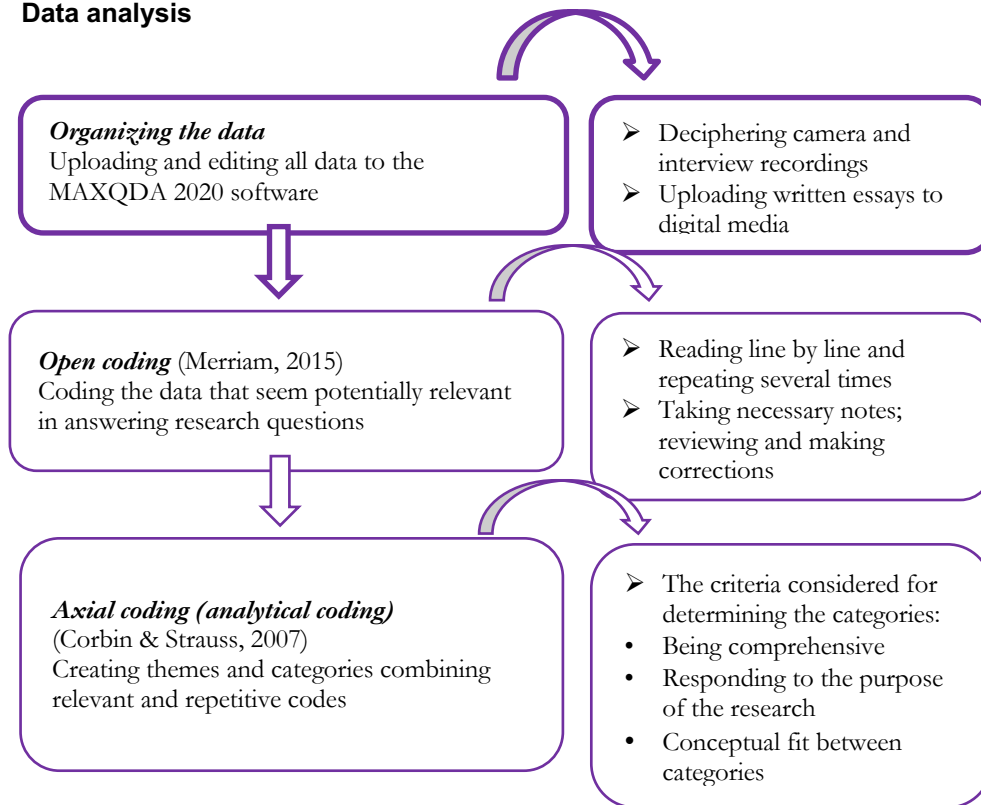 Data analysis
Organizing the data
Uploading and editing all data to the
MAXQDA 2020 software
➢ Deciphering camera and
interview recordings
➢ Uploading written essays to
digital media
Open coding (Merriam, 2015)
Coding the data that seem potentially relevant
in answering research questions
➢ Reading line by line and
repeating several times
➢ Taking necessary notes;
reviewing and making
corrections
Axial coding (analytical coding)
(Corbin & Strauss, 2007)
Creating themes and categories combining
relevant and repetitive codes
➢ The criteria considered for
determining the categories:
• Being comprehensive
• Responding to the purpose
of the research
• Conceptual fit between
categories